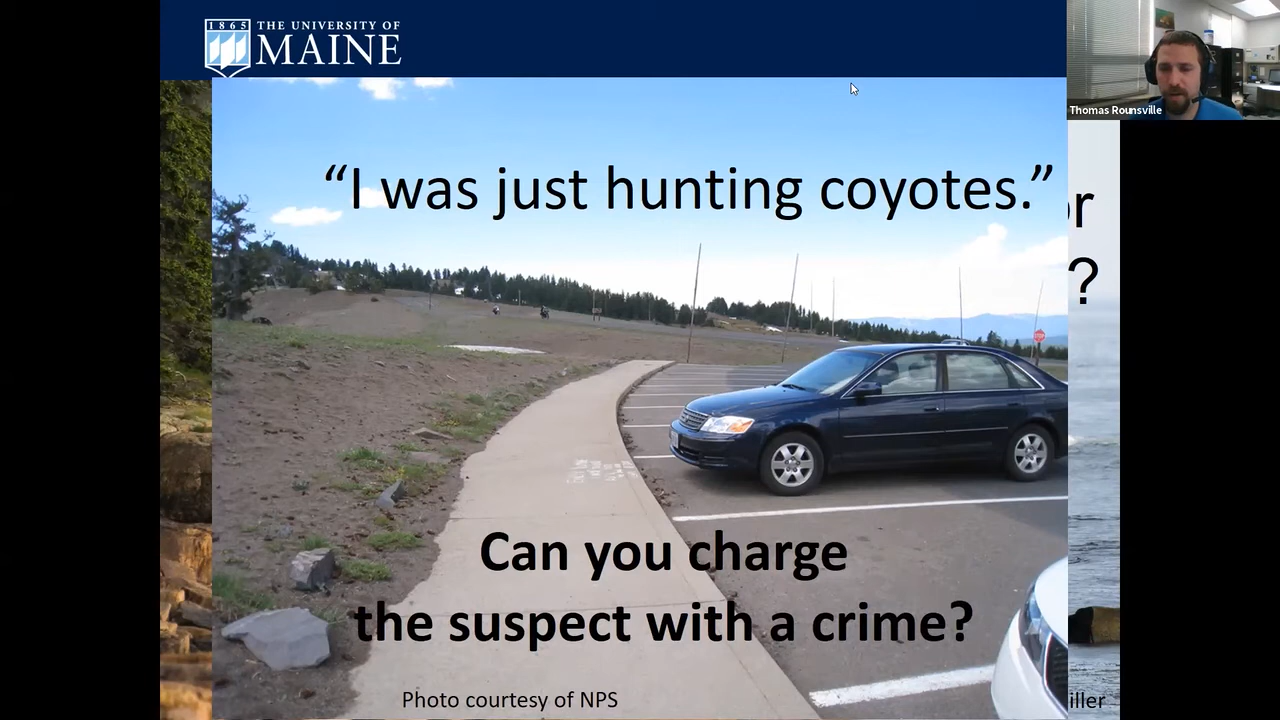 1865
THE UNIVERSITY OF
MAINE
Thomas Rounsville
“I was just hunting coyotes.”
or
?
Can you charge
the suspect with a crime?
Photo courtesy of NPS
iller